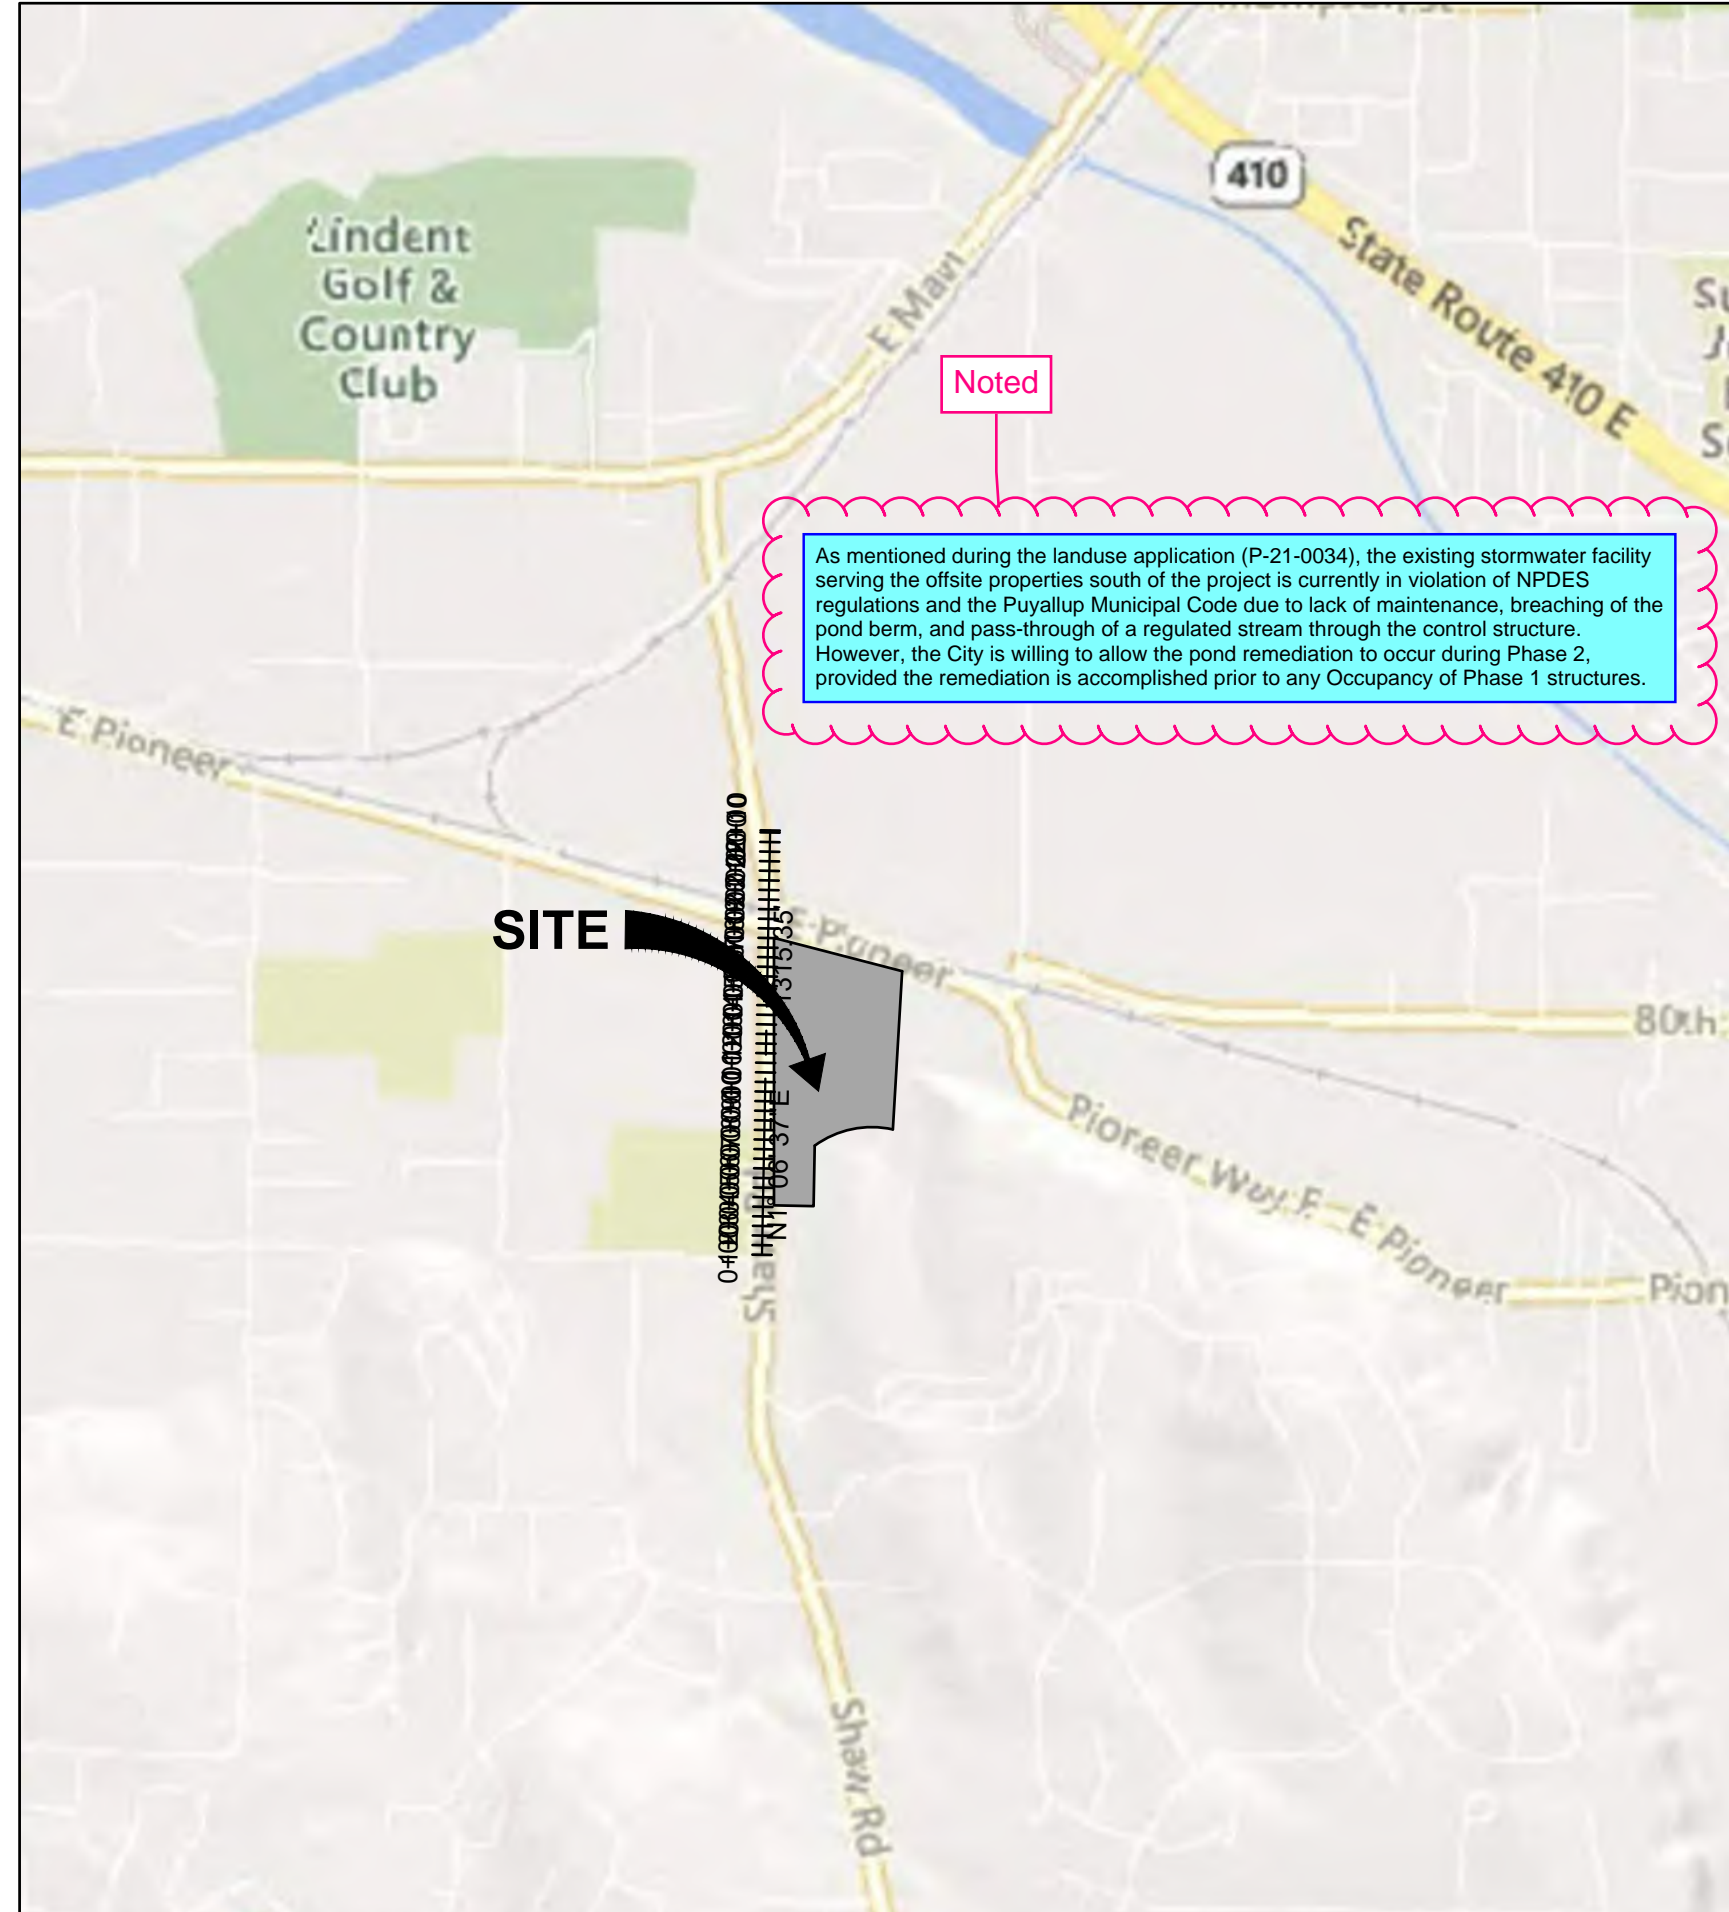 410
Lindent
Golf &
Country
Club
State Route 410 E
E Main
Noted
As mentioned during the landuse application (P-21-0034), the existing stormwater facility
serving the offsite properties south of the project is currently in violation of NPDES
regulations and the Puyallup Municipal Code due to lack of maintenance, breaching of the
pond berm, and pass-through of a regulated stream through the control structure.
However, the City is willing to allow the pond remediation to occur during Phase 2,
provided the remediation is accomplished prior to any Occupancy of Phase 1 structures.
E Pioneer
SITE
E Pioneer
1315.35
80th
Pioneer Way E
E Pioneer
Pion
Shaw Rd